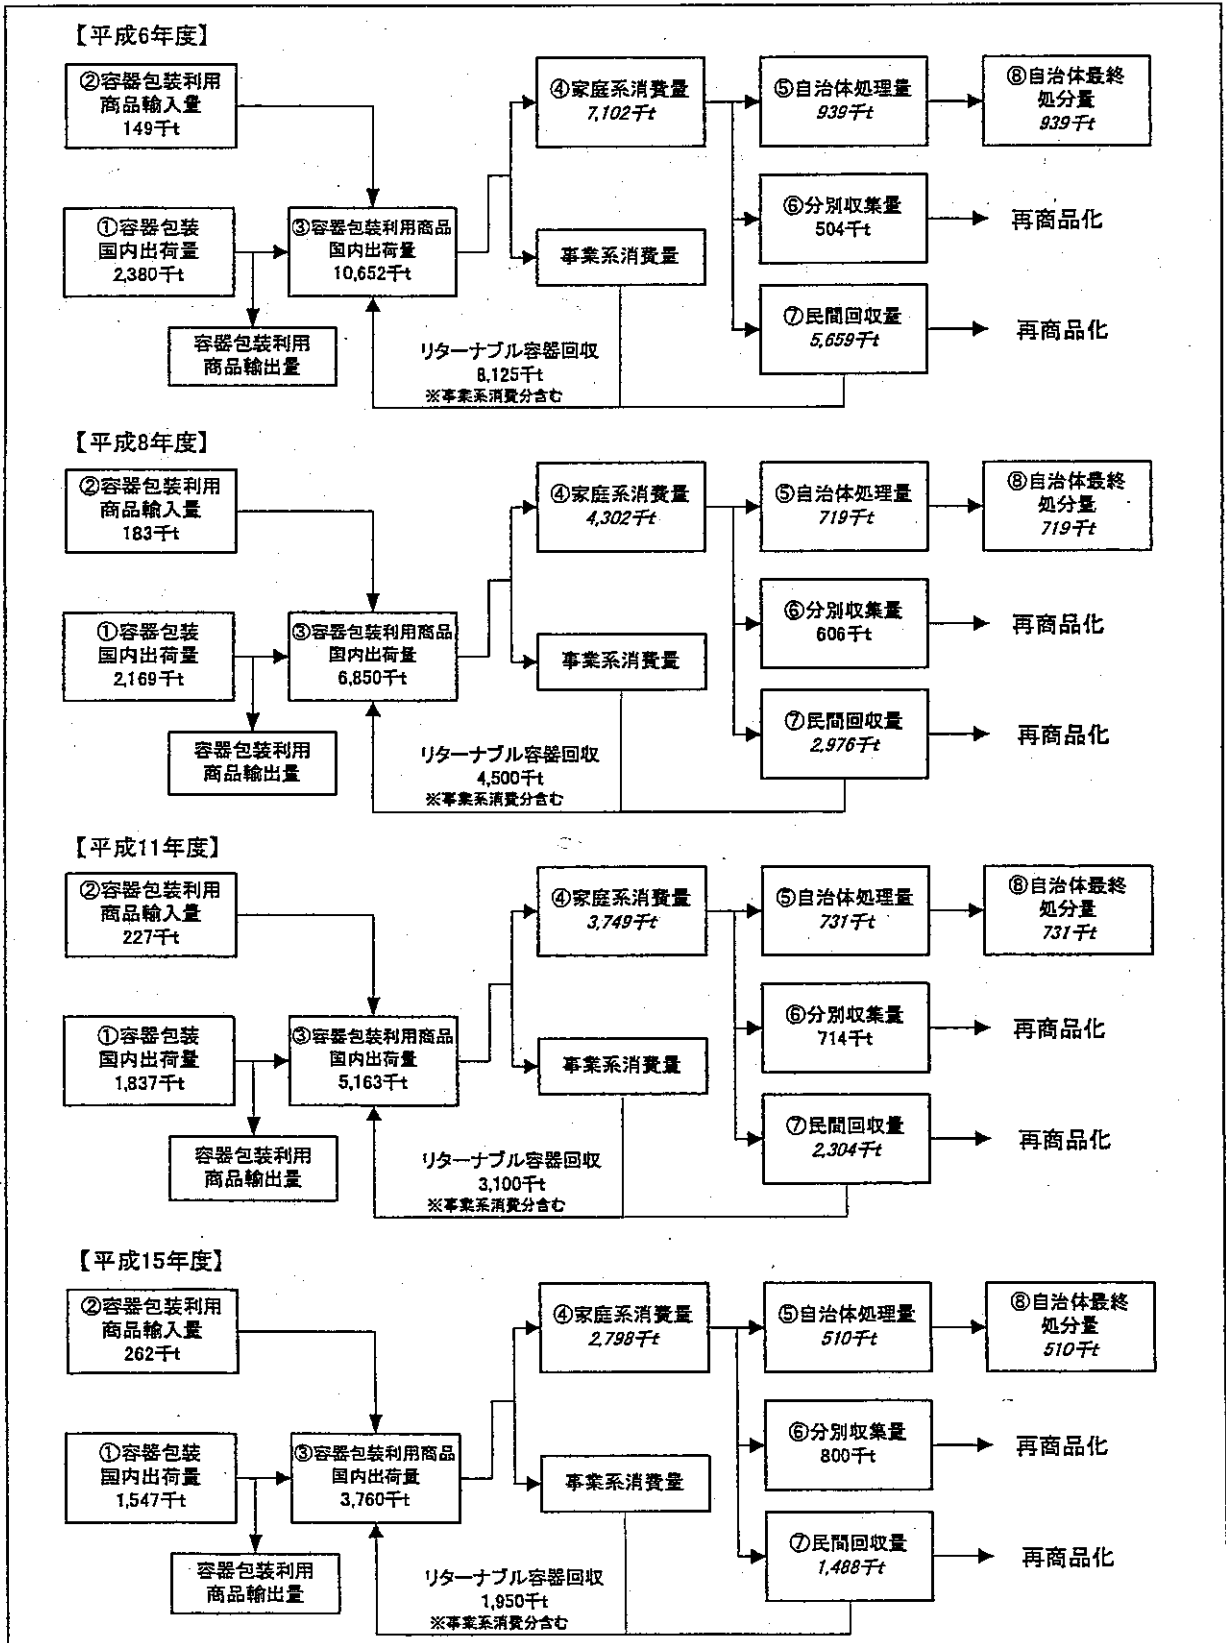 【平成6年度】
②容器包装利用
商品輸入量
149千t
④家庭系消費量
7,102千t
⑤自治体処理量
939千t
⑧自治体最終
処分量
939千t
①容器包装
国内出荷量
2,380千t
③容器包装利用商品
国内出荷量
10,652千t
⑥分別収集量
504千t
再商品化
事業系消費量
容器包装利用
商品輸出量
リターナブル容器回収
8,125千t
※事業系消費分含む
⑦民間回収量
5,659千t
再商品化
【平成8年度】
②容器包装利用
商品輸入量
183千t
④家庭系消費量
4,302千t
⑤自治体処理量
719千t
⑧自治体最終
処分量
719千t
①容器包装
国内出荷量
2,169千t
③容器包装利用商品
国内出荷量
6,850千t
⑥分別収集量
606千t
再商品化
事業系消費量
容器包装利用
商品輸出量
リターナブル容器回収
4,500千t
※事業系消費分含む
⑦民間回収量
2,976千t
再商品化
【平成11年度】
②容器包装利用
商品輸入量
227千t
④家庭系消費量
3,749千t
⑤自治体処理量
731千t
⑧自治体最終
処分量
731千t
①容器包装
国内出荷量
1,837千t
③容器包装利用商品
国内出荷量
5,163千t
⑥分別収集量
714千t
再商品化
事業系消費量
容器包装利用
商品輸出量
リターナブル容器回収
3,100千t
※事業系消費分含む
⑦民間回収量
2,304千t
再商品化
【平成15年度】
②容器包装利用
商品輸入量
262千t
④家庭系消費量
2,798千t
⑤自治体処理量
510千t
⑧自治体最終
処分量
510千t
①容器包装
国内出荷量
1,547千t
③容器包装利用商品
国内出荷量
3,760千t
⑥分別収集量
800千t
再商品化
事業系消費量
容器包装利用
商品輸出量
リターナブル容器回収
1,950千t
※事業系消費分含む
⑦民間回収量
1,488千t
再商品化